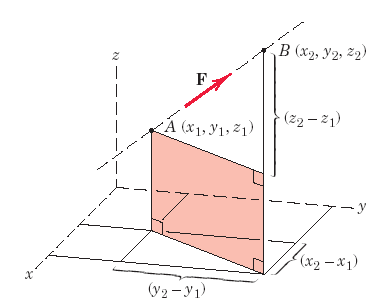 z
B (x₂, y₂, z₂)
F
(z₂ – z₁)
A (x₁, y₁, z₁)
y
x
(x₂ – x₁)
(y₂ – y₁)